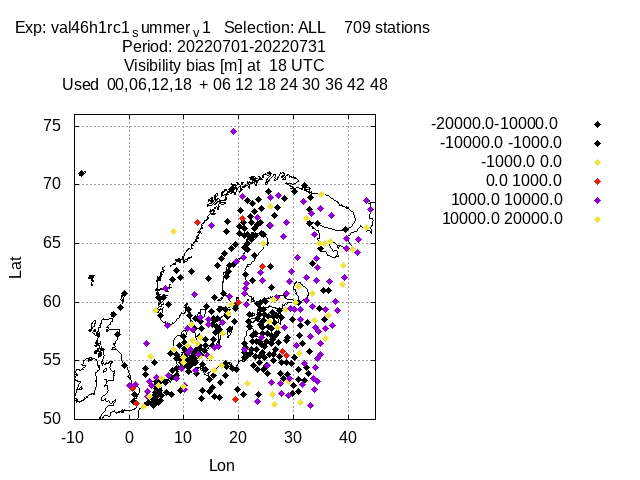 Exp: val46h1rc1ₛummerᵥ1   Selection: ALL    709 stations
Period: 20220701-20220731
Visibility bias [m] at  18 UTC
Used  00,06,12,18  + 06 12 18 24 30 36 42 48
-20000.0-10000.0
-10000.0 -1000.0
-1000.0 0.0
0.0 1000.0
1000.0 10000.0
10000.0 20000.0
75
70
65
60
55
50
Lat
-10 0 10 20 30 40
Lon